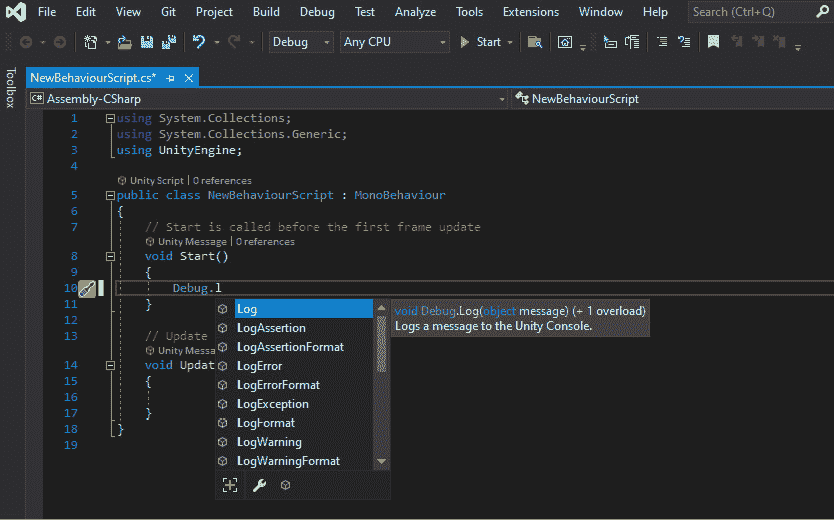 File Edit View Git Project Build Debug Test Analyze Tools Extensions Window Help Search (Ctrl+Q)
Debug Any CPU Start
Toolbox
NewBehaviourScript.cs*
C# Assembly-CSharp NewBehaviourScript
1 using System.Collections;
2 using System.Collections.Generic;
3 using UnityEngine;
4
Unity Script | 0 references
5 public class NewBehaviourScript : MonoBehaviour
6 {
7 // Start is called before the first frame update
Unity Message | 0 references
8 void Start()
9 {
10 Debug.l
11 }
12
13 // Update
Unity Messa
14 void Updat
15 {
16
17 }
18 }
19
Log
LogAssertion
LogAssertionFormat
LogError
LogErrorFormat
LogException
LogFormat
LogWarning
LogWarningFormat
void Debug.Log(object message) (+ 1 overload)
Logs a message to the Unity Console.